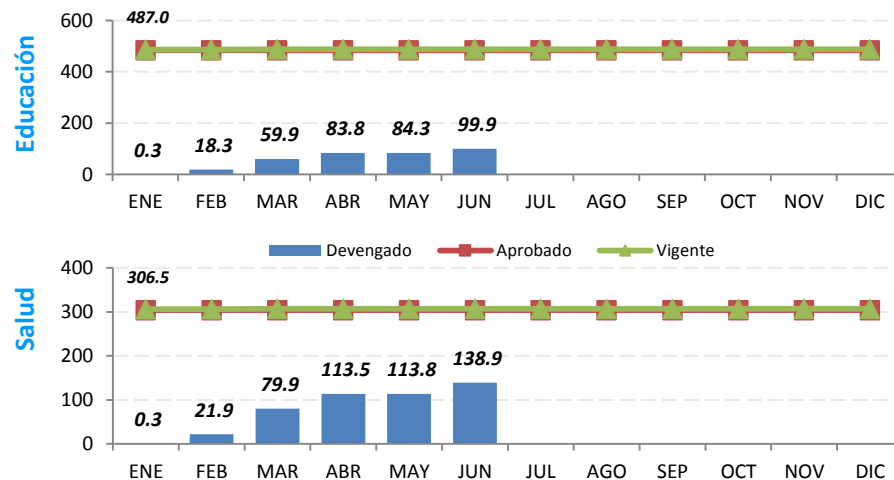 Educación
487.0
600
400
200
0
0.3 18.3 59.9 83.8 84.3 99.9
ENE FEB MAR ABR MAY JUN JUL AGO SEP OCT NOV DIC
Devengado Aprobado Vigente
Salud
400
306.5
300
200
100
0
0.3 21.9 79.9 113.5 113.8 138.9
ENE FEB MAR ABR MAY JUN JUL AGO SEP OCT NOV DIC